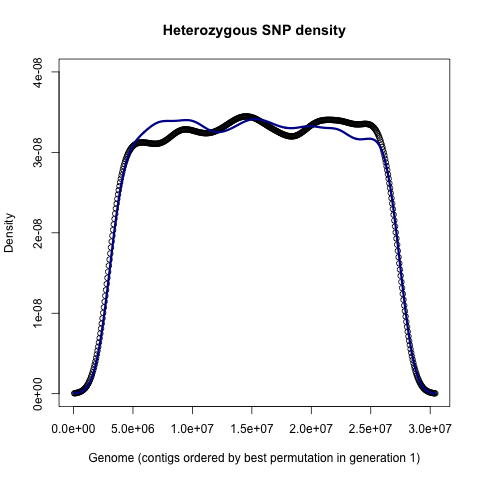 Heterozygous SNP density
4e-08
3e-08
2e-08
1e-08
0e+00
Density
0.0e+00 5.0e+06 1.0e+07 1.5e+07 2.0e+07 2.5e+07 3.0e+07
Genome (contigs ordered by best permutation in generation 1)